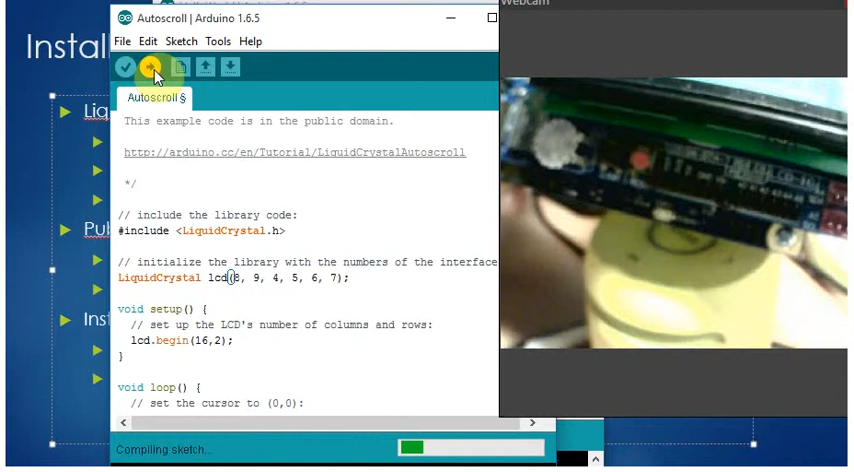 Webcam
Autoscroll | Arduino 1.6.5
Install
File Edit Sketch Tools Help
Autoscroll §
Liq
This example code is in the public domain.
http://arduino.cc/en/Tutorial/LiquidCrystalAutoscroll
*/
// include the library code:
#include <LiquidCrystal.h>
Pub
// initialize the library with the numbers of the interface
LiquidCrystal lcd(8, 9, 4, 5, 6, 7);
void setup() {
Inst
// set up the LCD's number of columns and rows:
lcd.begin(16,2);
}
void loop() {
// set the cursor to (0,0):
Compiling sketch...